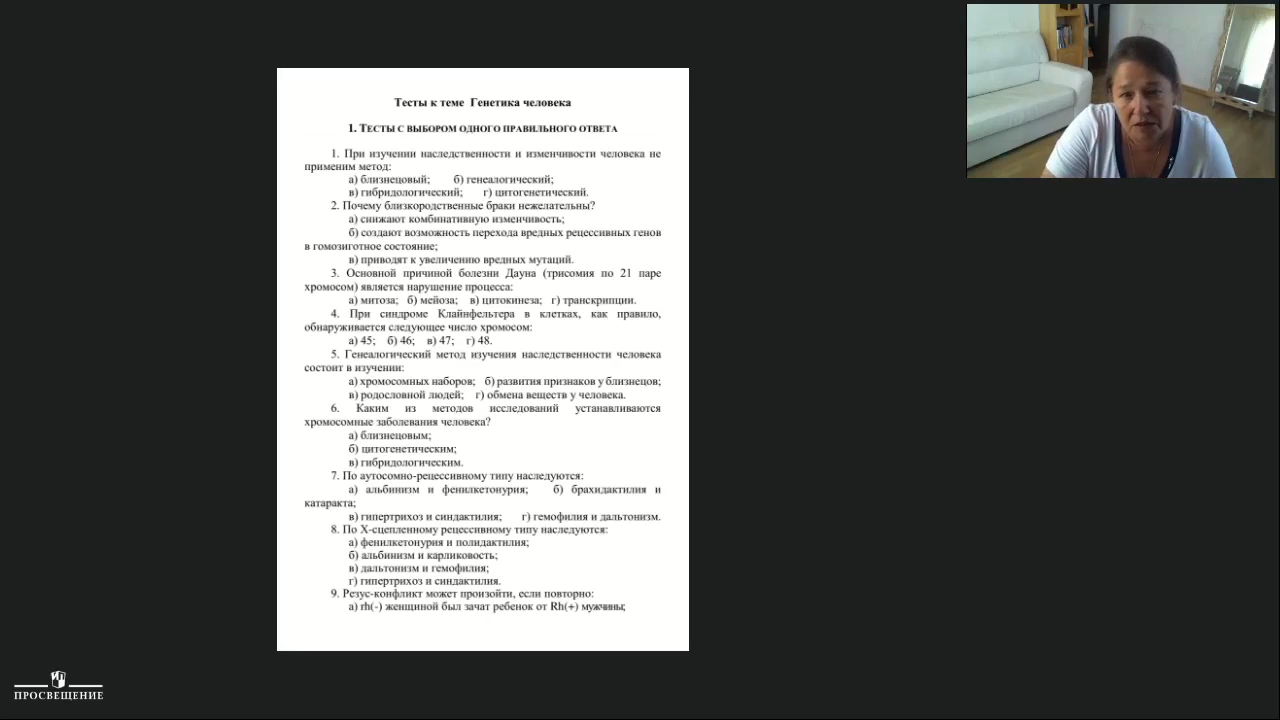 Тесты к теме Генетика человека
1. ТЕСТЫ С ВЫБОРОМ ОДНОГО ПРАВИЛЬНОГО ОТВЕТА
1. При изучении наследственности и изменчивости человека не
применим метод:
а) близнецовый; б) генеалогический;
в) гибридологический; г) цитогенетический.
2. Почему близкородственные браки нежелательны?
а) снижают комбинативную изменчивость;
б) создают возможность перехода вредных рецессивных генов
в гомозиготное состояние;
в) приводят к увеличению вредных мутаций.
3. Основной причиной болезни Дауна (трисомия по 21 паре
хромосом) является нарушение процесса:
а) митоза; б) мейоза; в) цитокинеза; г) транскрипции.
4. При синдроме Клайнфельтера в клетках, как правило,
обнаруживается следующее число хромосом:
а) 45; б) 46; в) 47; г) 48.
5. Генеалогический метод изучения наследственности человека
состоит в изучении:
а) хромосомных наборов; б) развития признаков у близнецов;
в) родословной людей; г) обмена веществ у человека.
6. Каким из методов исследований устанавливаются
хромосомные заболевания человека?
а) близнецовым;
б) цитогенетическим;
в) гибридологическим.
7. По аутосомно-рецессивному типу наследуются:
а) альбинизм и фенилкетонурия; б) брахидактилия и
катаракта;
в) гипертрихоз и синдактилия; г) гемофилия и дальтонизм.
8. По Х-сцепленному рецессивному типу наследуются:
а) фенилкетонурия и полидактилия;
б) альбинизм и карликовость;
в) дальтонизм и гемофилия;
г) гипертрихоз и синдактилия.
9. Резус-конфликт может произойти, если повторно:
а) rh(-) женщиной был зачат ребенок от Rh(+) мужчины;
ПРОСВЕЩЕНИЕ